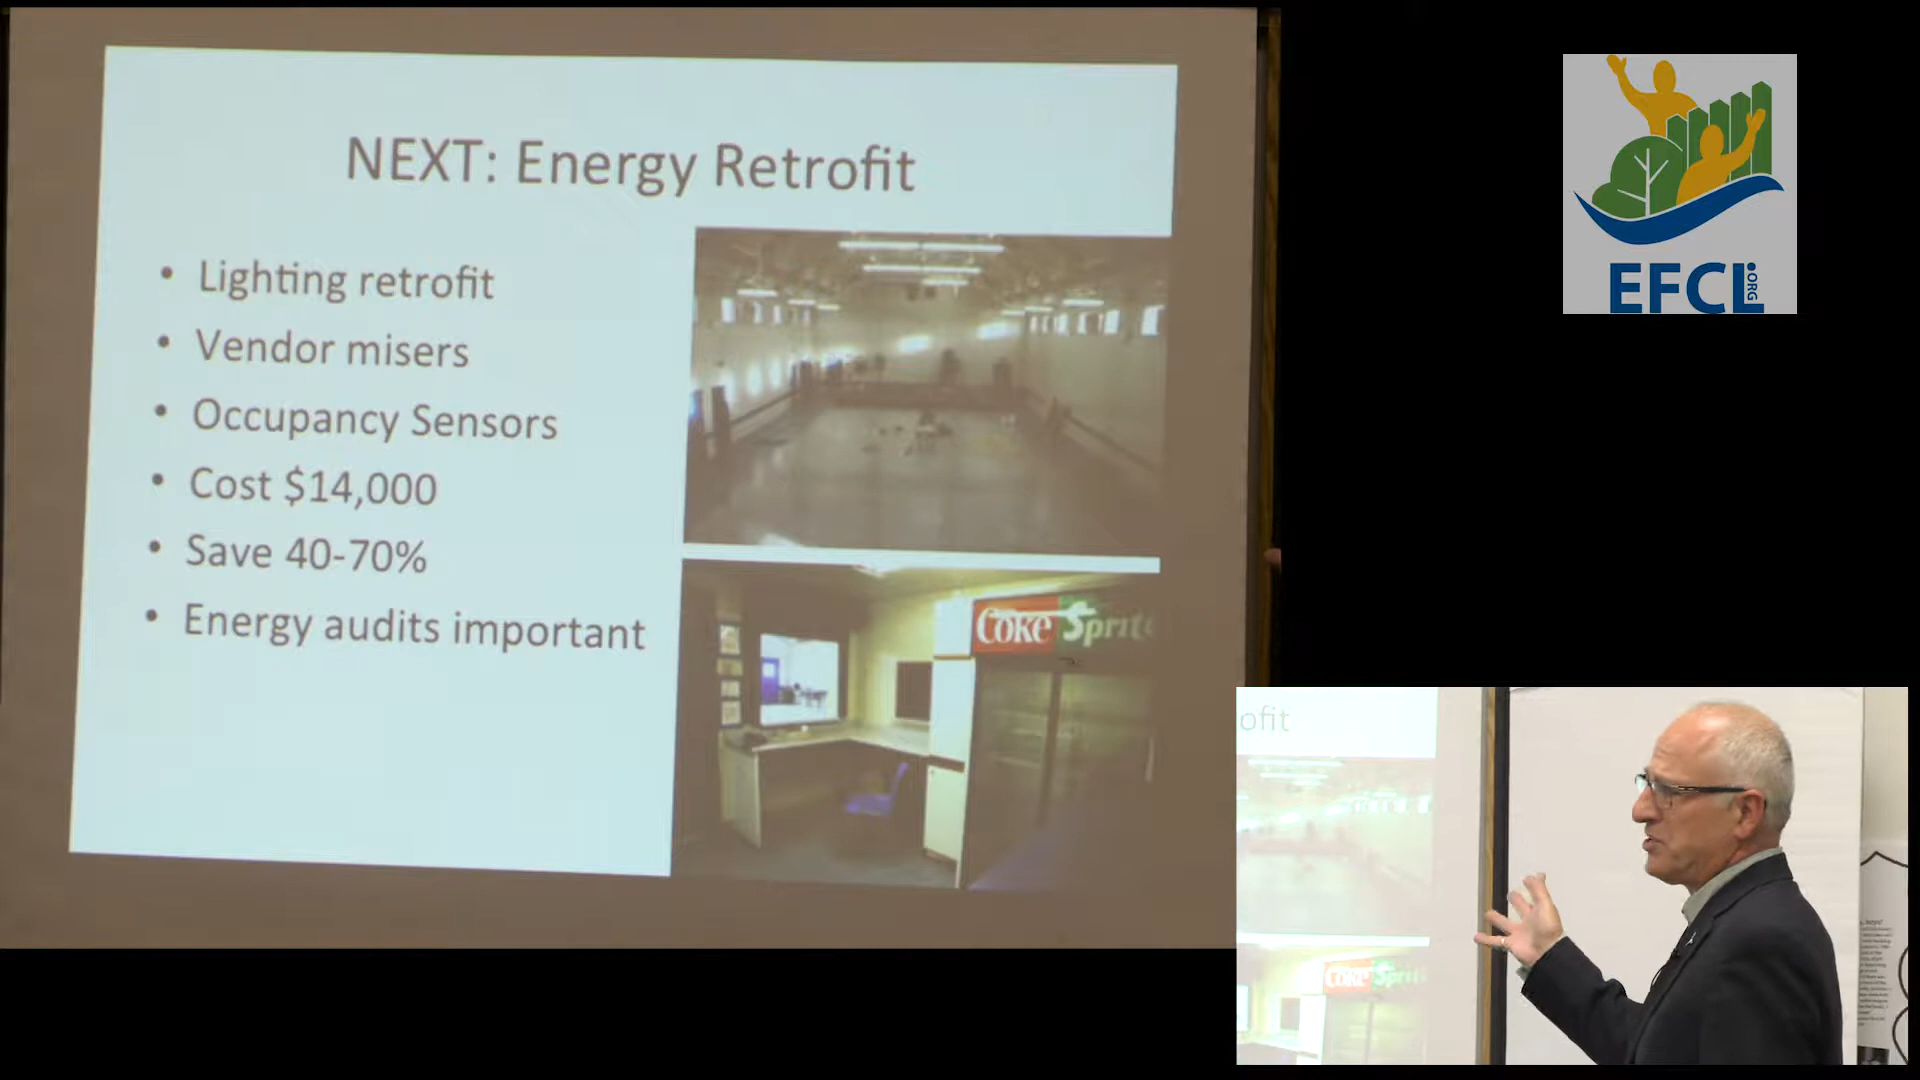 NEXT: Energy Retrofit
• Lighting retrofit
• Vendor misers
• Occupancy Sensors
• Cost $14,000
• Save 40-70%
• Energy audits important
Coke Sprite
EFCL.ORG
ofit
Coke Sprite